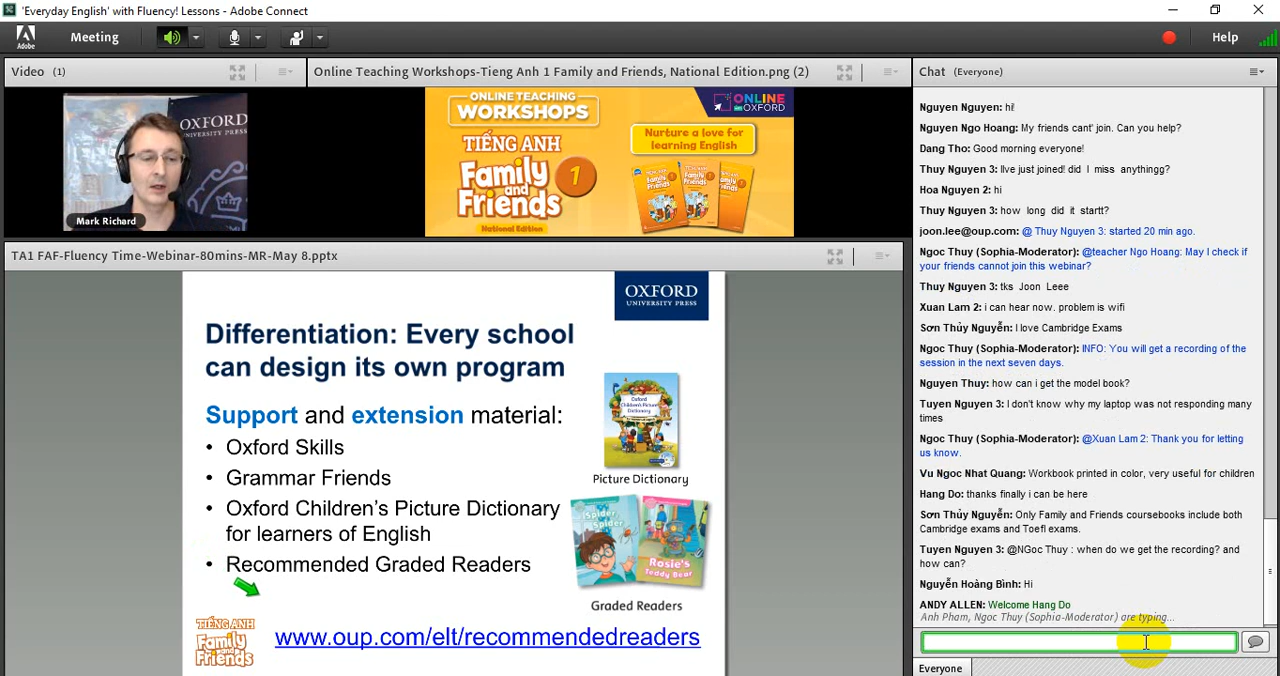 'Everyday English' with Fluency! Lessons - Adobe Connect
Adobe
Meeting
Help
Video (1)
OXFORD
UNIVERSITY PRESS
Mark Richard
Online Teaching Workshops-Tieng Anh 1 Family and Friends, National Edition.png (2)
ONLINE TEACHING
WORKSHOPS
TIẾNG ANH
Family
and
Friends
1
National Edition
ONLINE
OXFORD
Nurture a love for
learning English
TA1 FAF-Fluency Time-Webinar-80mins-MR-May 8.pptx
OXFORD
UNIVERSITY PRESS
Differentiation: Every school
can design its own program
Support and extension material:
• Oxford Skills
• Grammar Friends
• Oxford Children's Picture Dictionary
for learners of English
• Recommended Graded Readers
Picture Dictionary
Spider
Spider
Rosie's
Teddy Bear
Graded Readers
TIẾNG ANH
Family
and
Friends
www.oup.com/elt/recommendedreaders
Chat (Everyone)
Nguyen Nguyen: hi!
Nguyen Ngo Hoang: My friends cant' join. Can you help?
Dang Tho: Good morning everyone!
Thuy Nguyen 3: Ilve just joined! did I miss anythingg?
Hoa Nguyen 2: hi
Thuy Nguyen 3: how long did it startt?
joon.lee@oup.com: @ Thuy Nguyen 3: started 20 min ago.
Ngoc Thuy (Sophia-Moderator): @teacher Ngo Hoang: May I check if
your friends cannot join this webinar?
Thuy Nguyen 3: tks Joon Leee
Xuan Lam 2: i can hear now. problem is wifi
Sơn Thủy Nguyễn: I love Cambridge Exams
Ngoc Thuy (Sophia-Moderator): INFO: You will get a recording of the
session in the next seven days.
Nguyen Thuy: how can i get the model book?
Tuyen Nguyen 3: I don't know why my laptop was not responding many
times
Ngoc Thuy (Sophia-Moderator): @Xuan Lam 2: Thank you for letting
us know.
Vu Ngoc Nhat Quang: Workbook printed in color, very useful for children
Hang Do: thanks finally i can be here
Sơn Thủy Nguyễn: Only Family and Friends coursebooks include both
Cambridge exams and Toefl exams.
Tuyen Nguyen 3: @NGoc Thuy : when do we get the recording? and
how can?
Nguyễn Hoàng Bình: Hi
ANDY ALLEN: Welcome Hang Do
Anh Pham, Ngoc Thuy (Sophia-Moderator) are typing...
Everyone